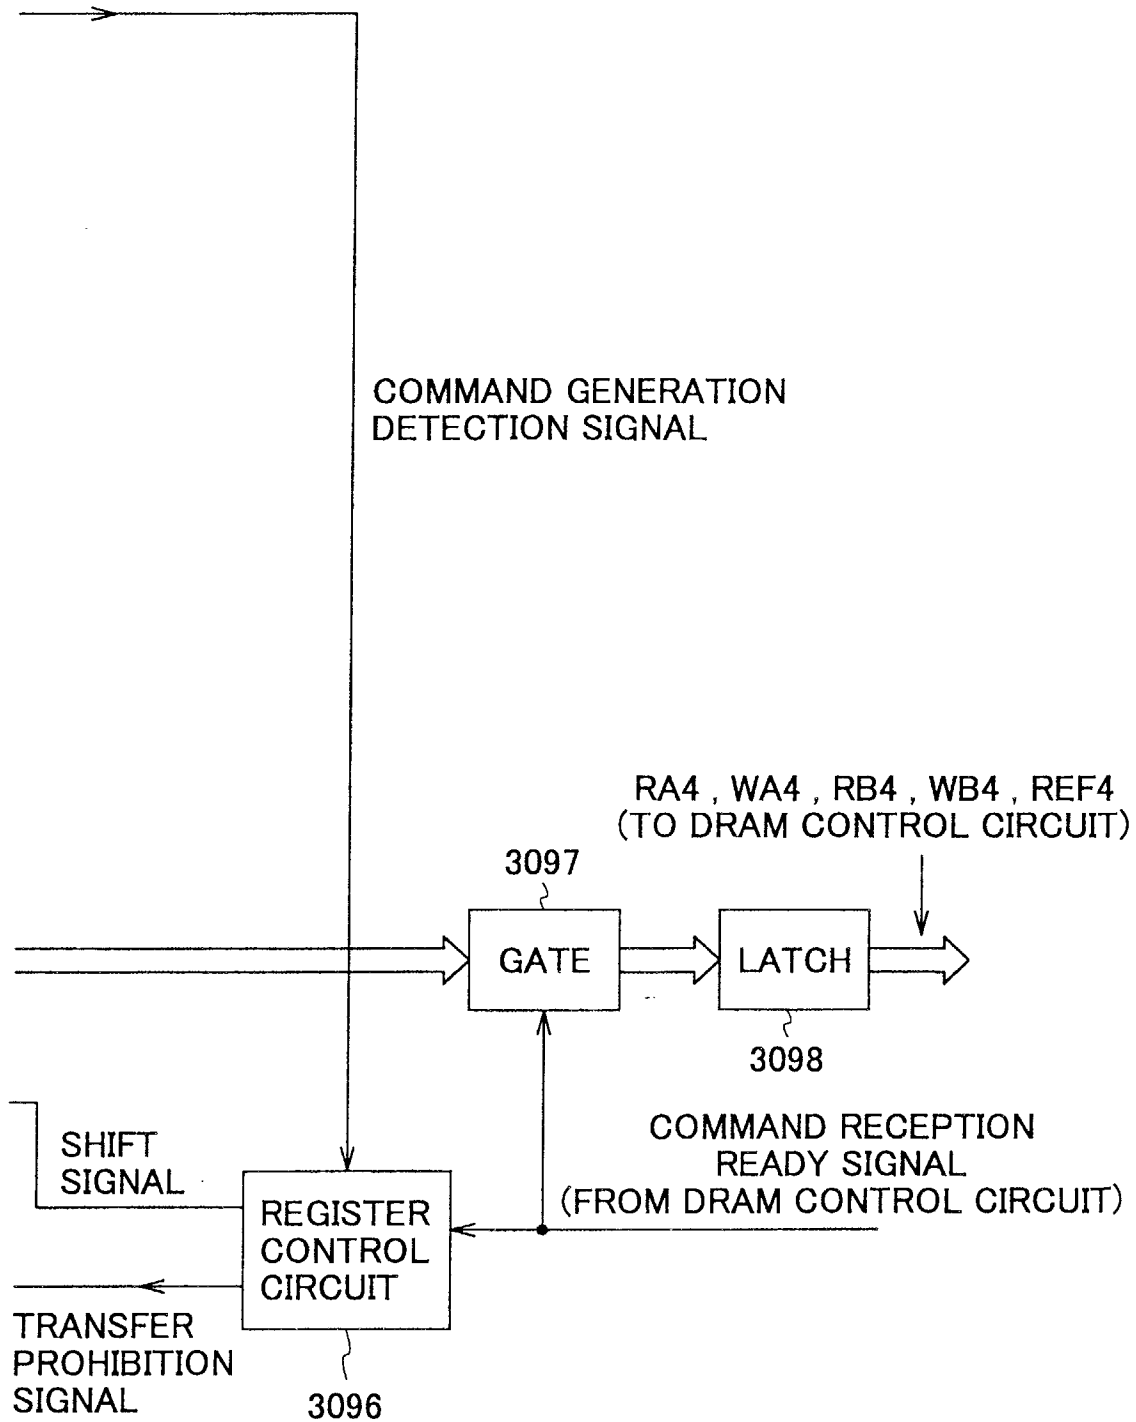 COMMAND GENERATION
DETECTION SIGNAL
RA4 , WA4 , RB4 , WB4 , REF4
(TO DRAM CONTROL CIRCUIT)
3097
GATE
LATCH
3098
SHIFT
SIGNAL
COMMAND RECEPTION
READY SIGNAL
(FROM DRAM CONTROL CIRCUIT)
REGISTER
CONTROL
CIRCUIT
TRANSFER
PROHIBITION
SIGNAL
3096